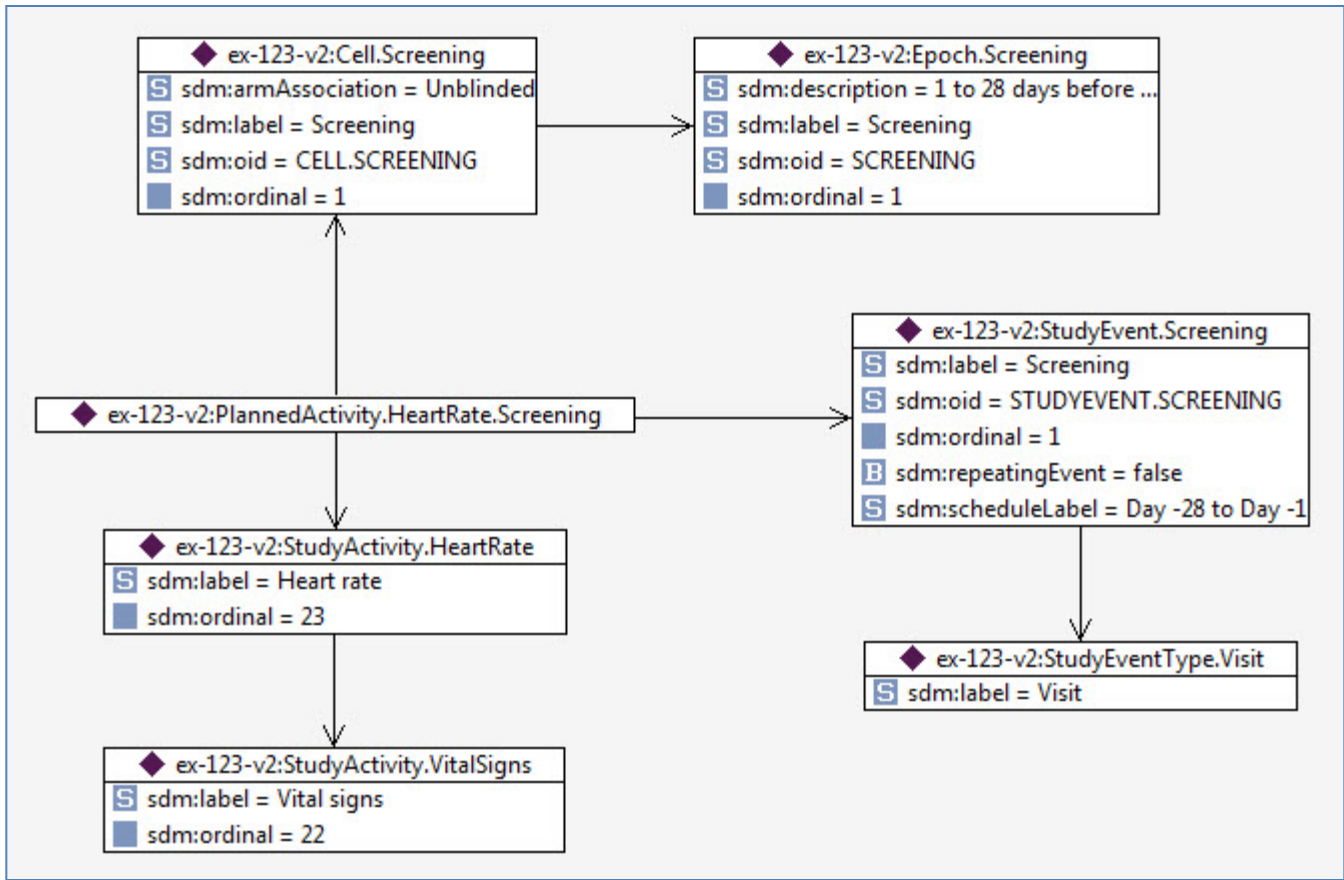 ex-123-v2:Cell.Screening
S sdm:armAssociation = Unblinded
S sdm:label = Screening
S sdm:oid = CELL.SCREENING
sdm:ordinal = 1
ex-123-v2:Epoch.Screening
S sdm:description = 1 to 28 days before ...
S sdm:label = Screening
S sdm:oid = SCREENING
sdm:ordinal = 1
ex-123-v2:StudyEvent.Screening
S sdm:label = Screening
S sdm:oid = STUDYEVENT.SCREENING
sdm:ordinal = 1
B sdm:repeatingEvent = false
S sdm:scheduleLabel = Day -28 to Day -1
ex-123-v2:PlannedActivity.HeartRate.Screening
ex-123-v2:StudyActivity.HeartRate
S sdm:label = Heart rate
sdm:ordinal = 23
ex-123-v2:StudyEventType.Visit
S sdm:label = Visit
ex-123-v2:StudyActivity.VitalSigns
S sdm:label = Vital signs
sdm:ordinal = 22